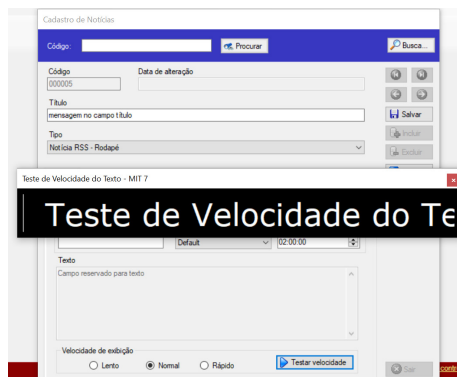 Cadastro de Notícias
Código:
Procurar
Busca...
Código
Data de alteração
000005
Título
mensagem no campo título
Salvar
Tipo
Incluir
Notícia RSS - Rodapé
Excluir
Teste de Velocidade do Texto - MIT 7
Teste de Velocidade do Te
Default
02:00:00
Texto
Campo reservado para texto
Velocidade de exibição
Lento
Normal
Rápido
Testar velocidade
Sair
contr